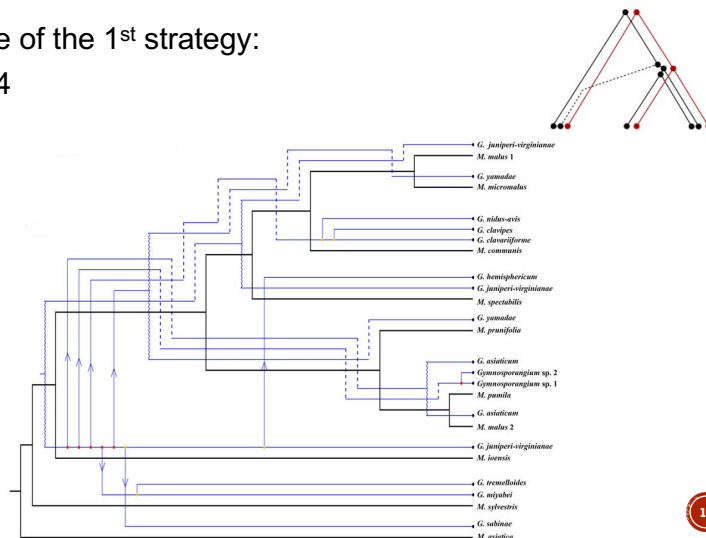 e of the 1st strategy:
4
G. juniperi-virginianae
M. malus 1
G. yamadae
M. micromalus
G. nidus-avis
G. clavipes
G. clavariiforme
M. communis
G. hemisphericum
G. juniperi-virginianae
M. spectabilis
G. yamadae
M. prunifolia
G. asiaticum
Gymnosporangium sp. 2
Gymnosporangium sp. 1
M. pumila
G. asiaticum
M. malus 2
G. juniperi-virginianae
M. ioensis
G. tremelloides
G. miyabei
M. sylvestris
G. sabinae
M. asiatica
1